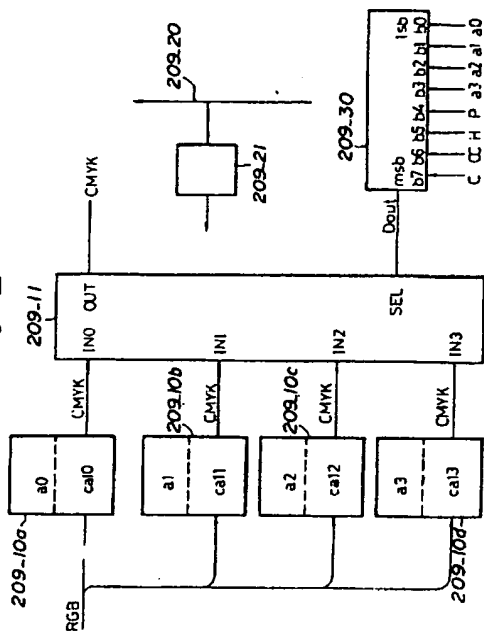 209-10a
RGB
a0
cal0
CMYK
a1
cal1
209-10b
CMYK
a2
cal2
209-10c
CMYK
a3
cal3
209-10d
CMYK
209-11
IN0
OUT
CMYK
IN1
IN2
IN3
SEL
Dout
209-20
209-21
209-30
msb
lsb
b7 b6 b5 b4 b3 b2 b1 b0
C CC H P a3 a2 a1 a0